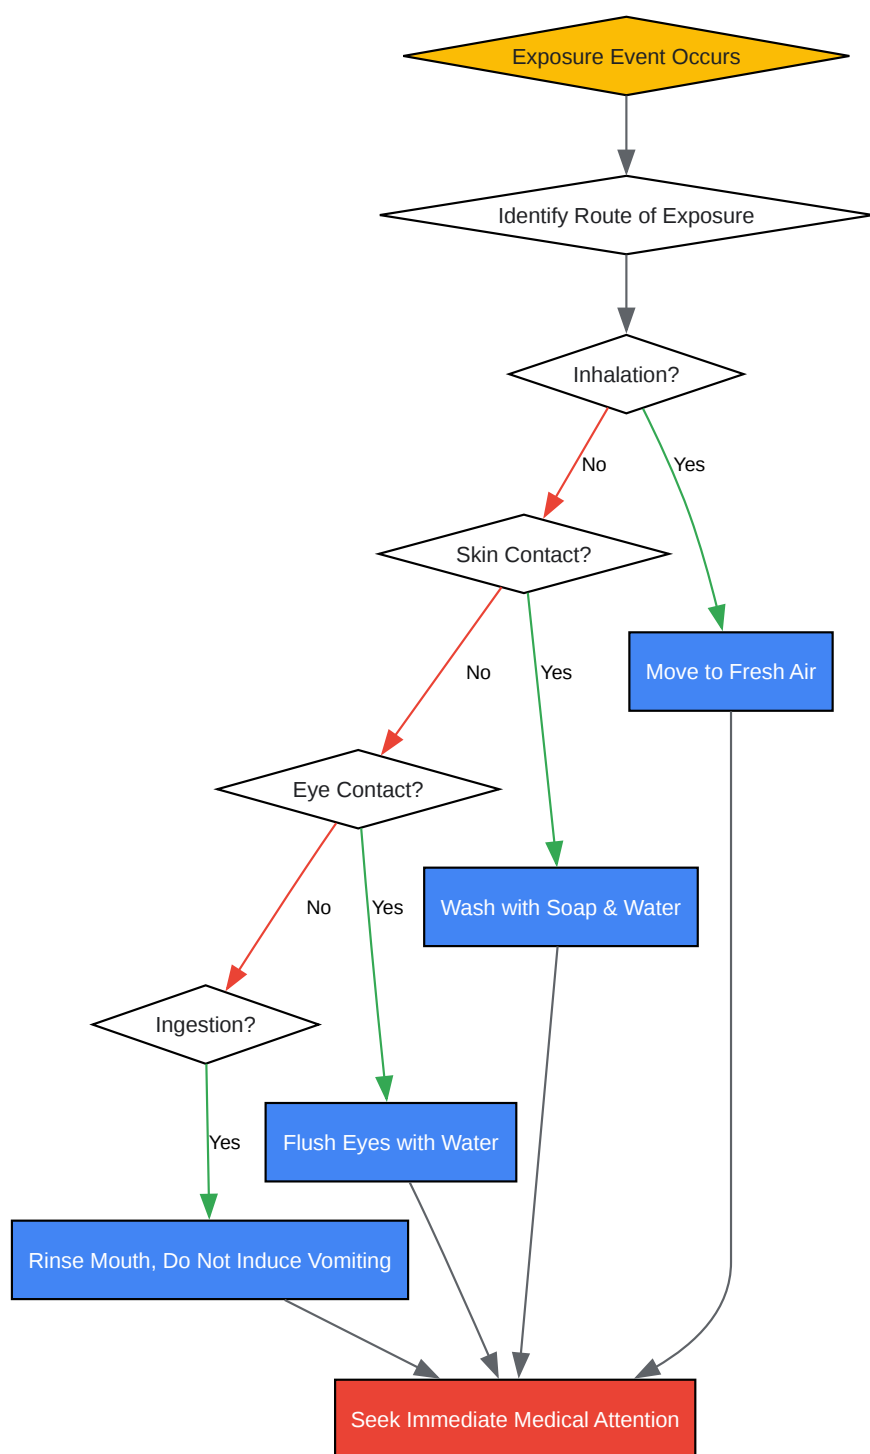 Exposure Event Occurs
Identify Route of Exposure
Inhalation?
No
Yes
Skin Contact?
Move to Fresh Air
No
Yes
Eye Contact?
Wash with Soap & Water
No
Yes
Ingestion?
Flush Eyes with Water
Yes
Rinse Mouth, Do Not Induce Vomiting
Seek Immediate Medical Attention